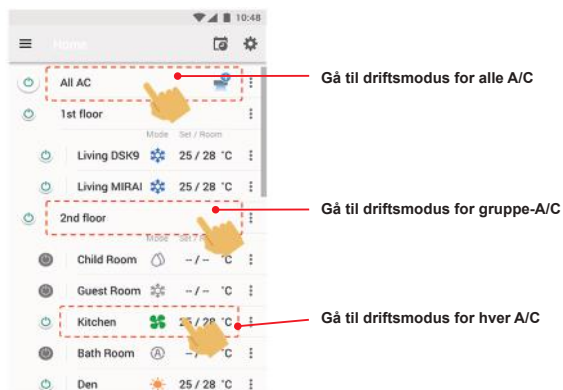 10:48
Home
All AC
Gå til driftsmodus for alle A/C
1st floor
Mode Set / Room
Living DSK9 25 / 28 °C
Living MIRAI 25 / 28 °C
2nd floor
Gå til driftsmodus for gruppe-A/C
Mode Set / R
Child Room -- / -- °C
Guest Room -- / -- °C
Kitchen 25 / 28 °C
Gå til driftsmodus for hver A/C
Bath Room A -- / °C
Den 25 / 28 °C